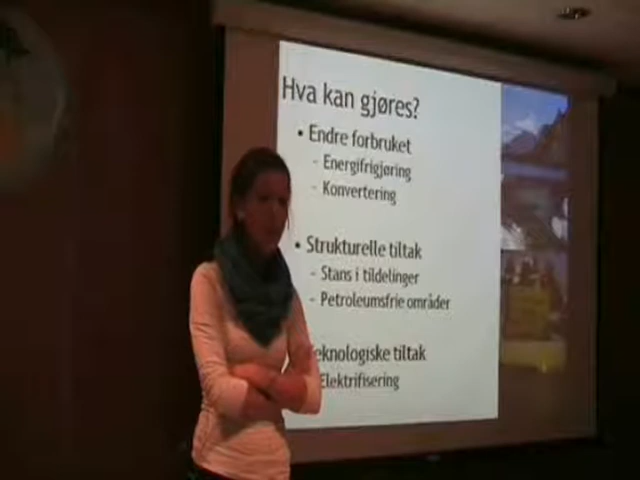 Hva kan gjøres?
• Endre forbruket
- Energifrigjøring
- Konvertering
• Strukturelle tiltak
- Stans i tildelinger
- Petroleumsfrie områder
eknologiske tiltak
Elektrifisering